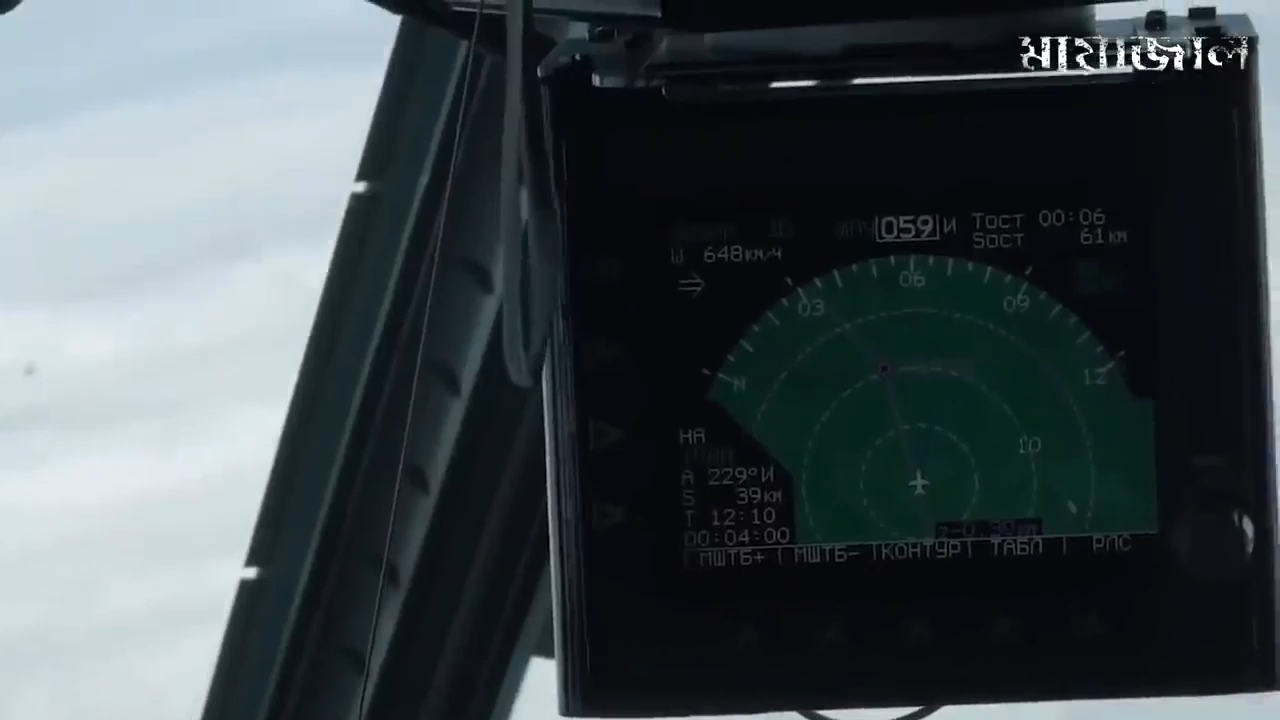 মায়াজাল
059 И Тост 00:06
W 648км/ч Sост 61км
06
03 09
N 12
10
НА
А 229°И
S 39км
Т 12:10
00:04:00
МШТБ+ МШТБ- КОНТУР ТАБЛ РЛС